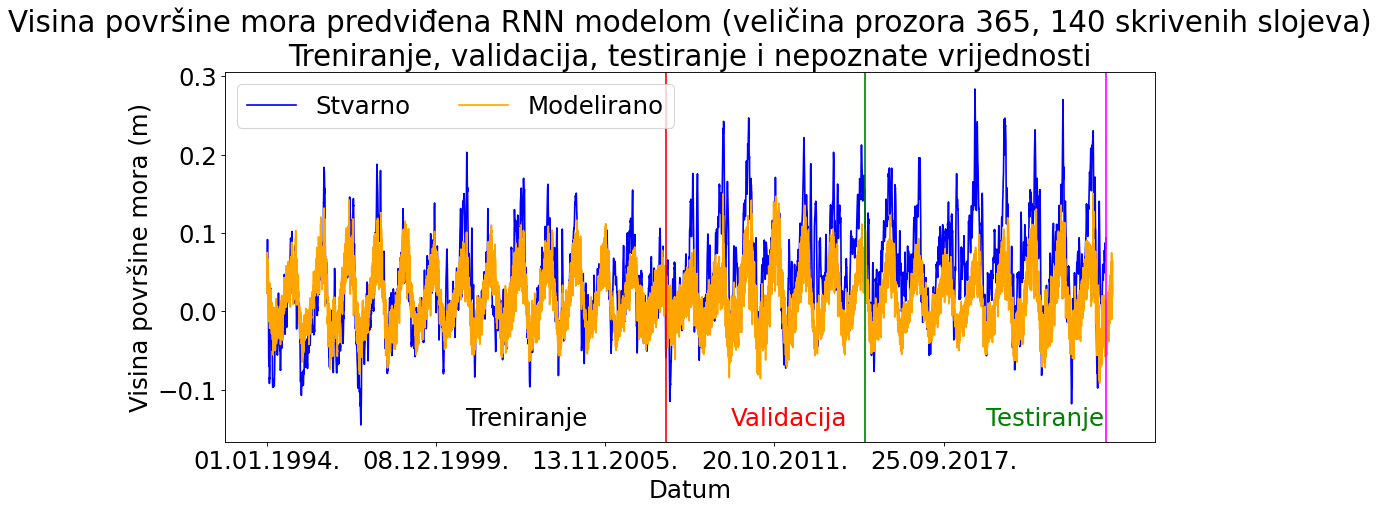 Visina površine mora predviđena RNN modelom (veličina prozora 365, 140 skrivenih slojeva)
Treniranje, validacija, testiranje i nepoznate vrijednosti
Stvarno
Modelirano
Visina površine mora (m)
0.3
0.2
0.1
0.0
−0.1
Treniranje
Validacija
Testiranje
01.01.1994.
08.12.1999.
13.11.2005.
20.10.2011.
25.09.2017.
Datum